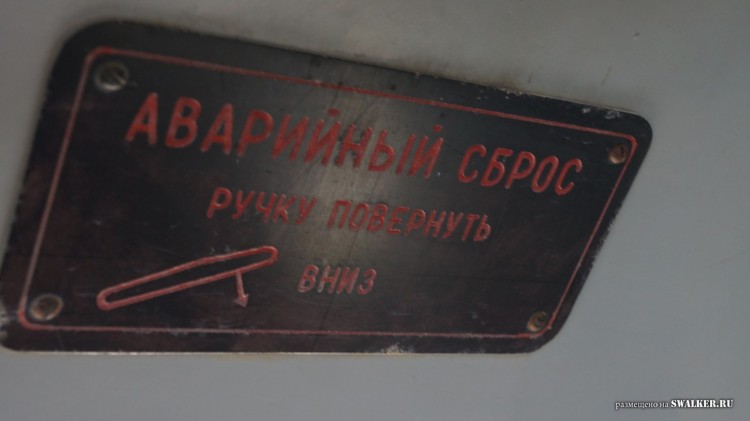 АВАРИЙНЫЙ СБРОС
РУЧКУ ПОВЕРНУТЬ
ВНИЗ
размещено на SWALKER.RU